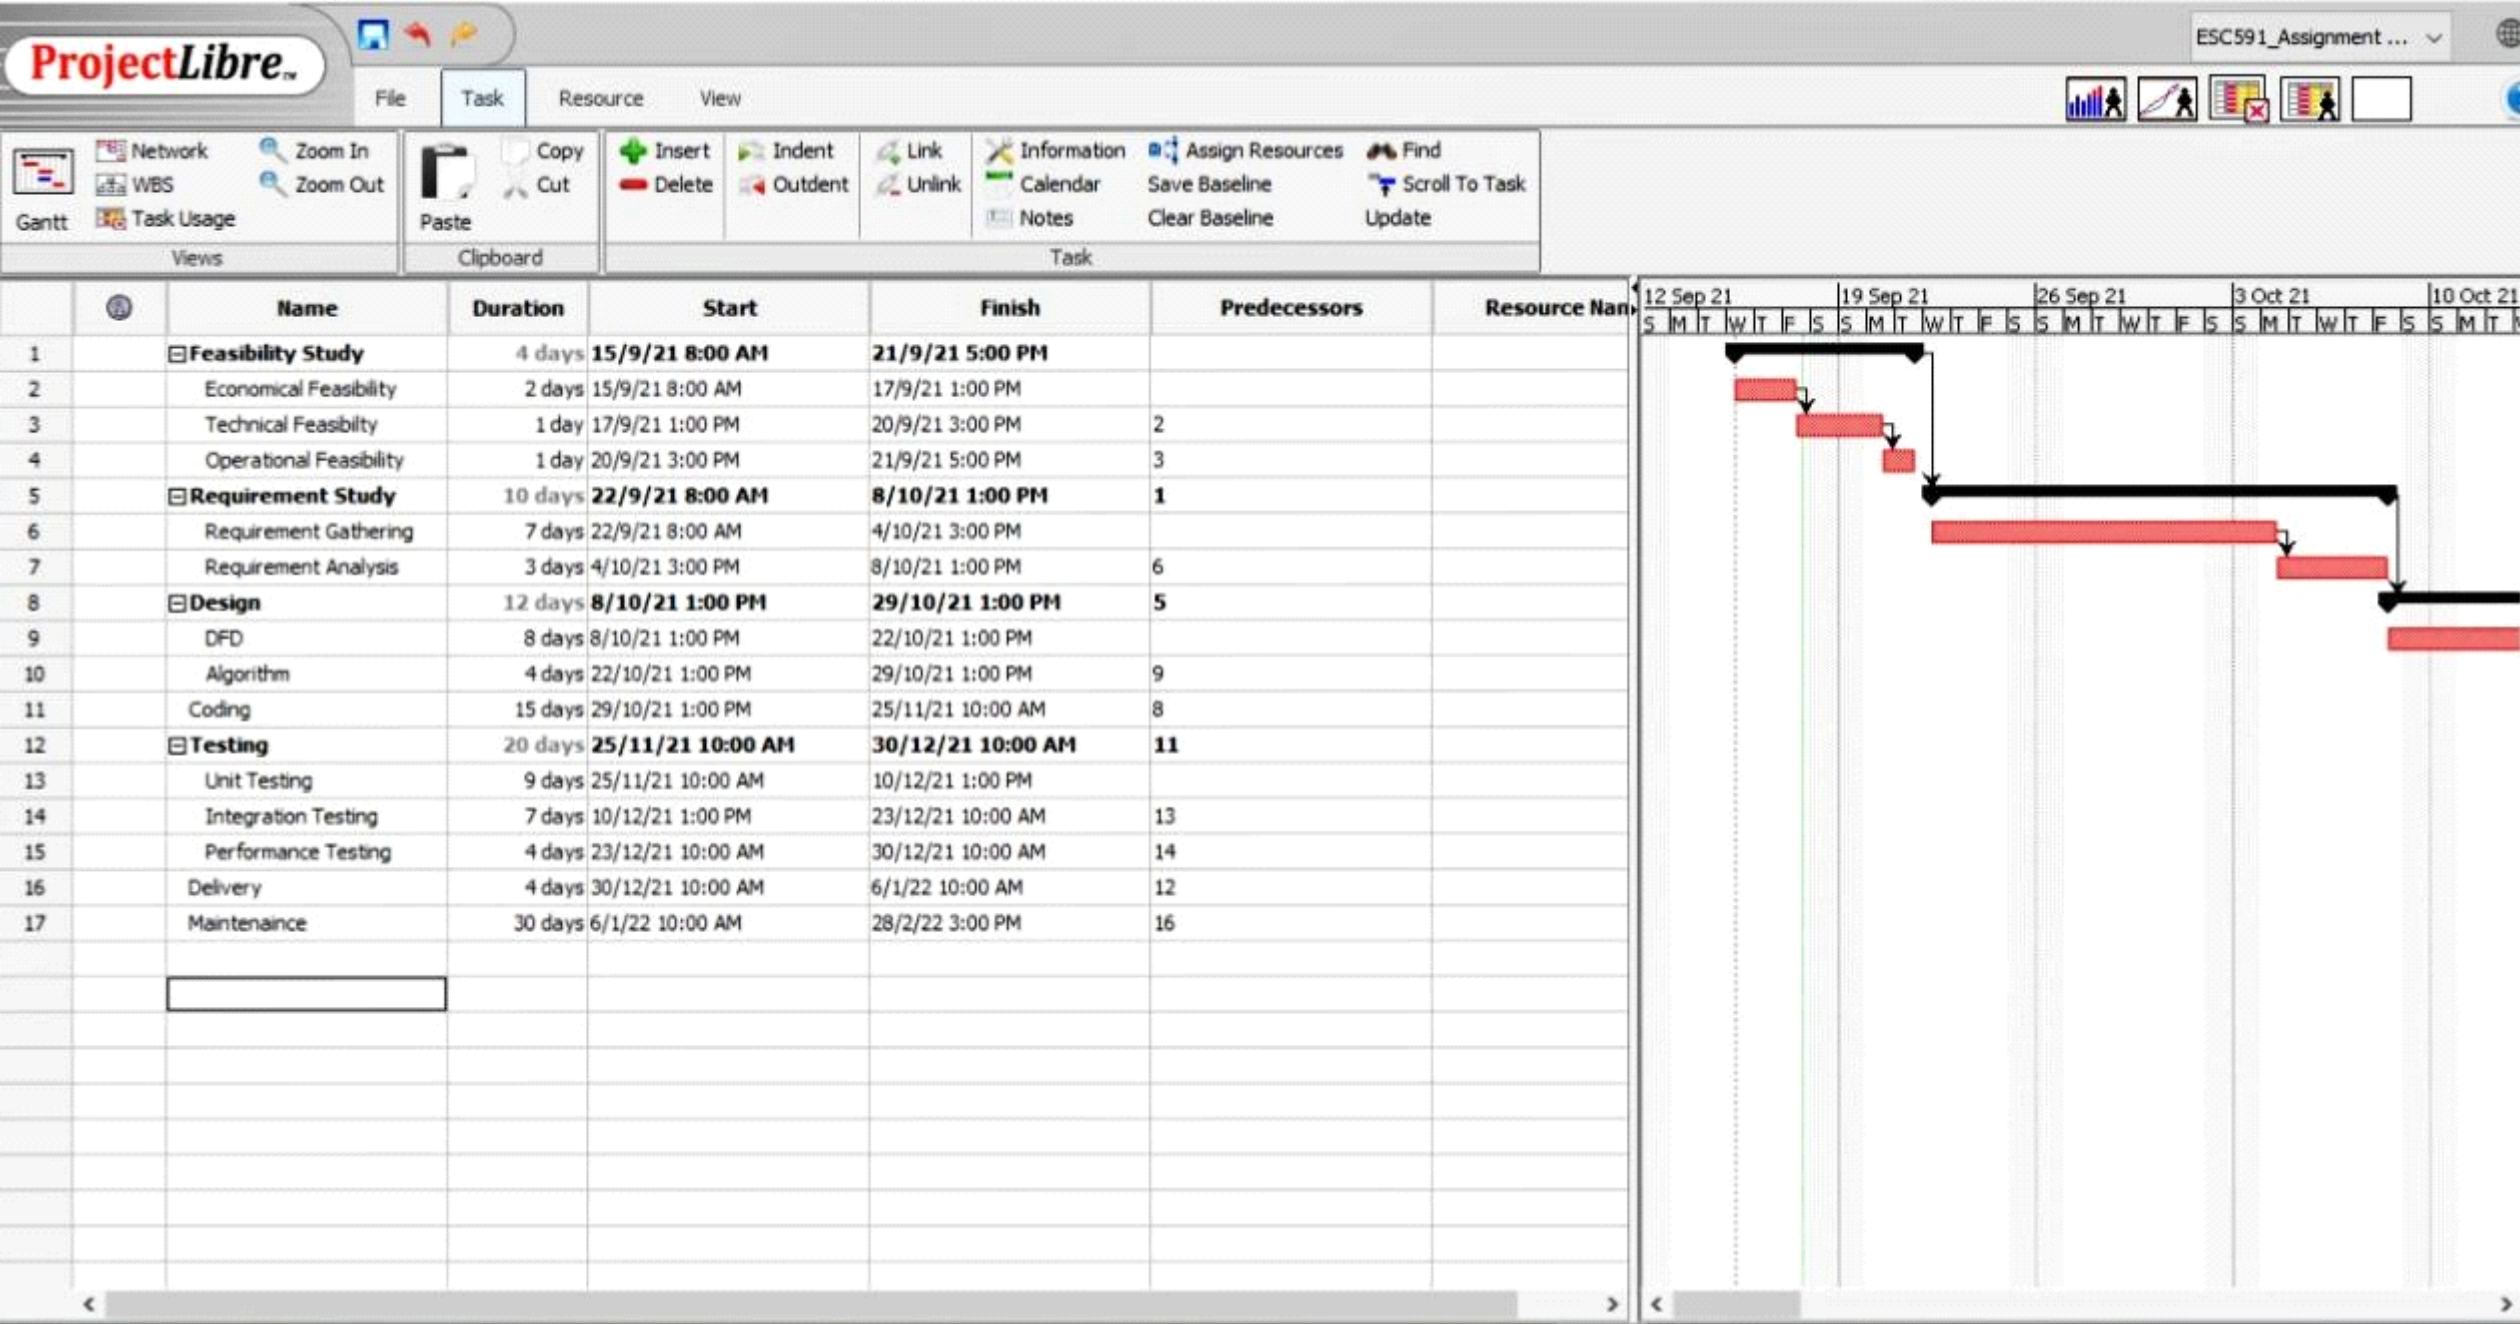 ProjectLibre™
ESC591_Assignment ...
File Task Resource View
Network Zoom In
WBS Zoom Out
Gantt Task Usage
Views
Copy
Cut
Paste
Clipboard
Insert Indent Link Information Assign Resources Find
Delete Outdent Unlink Calendar Save Baseline Scroll To Task
Notes Clear Baseline Update
Task
Name Duration Start Finish Predecessors Resource Nan
12 Sep 21 19 Sep 21 26 Sep 21 3 Oct 21 10 Oct 21
S M T W T F S S M T W T F S S M T W T F S S M T W T F S S M T
1 Feasibility Study 4 days 15/9/21 8:00 AM 21/9/21 5:00 PM
2 Economical Feasibility 2 days 15/9/21 8:00 AM 17/9/21 1:00 PM
3 Technical Feasibilty 1 day 17/9/21 1:00 PM 20/9/21 3:00 PM 2
4 Operational Feasibility 1 day 20/9/21 3:00 PM 21/9/21 5:00 PM 3
5 Requirement Study 10 days 22/9/21 8:00 AM 8/10/21 1:00 PM 1
6 Requirement Gathering 7 days 22/9/21 8:00 AM 4/10/21 3:00 PM
7 Requirement Analysis 3 days 4/10/21 3:00 PM 8/10/21 1:00 PM 6
8 Design 12 days 8/10/21 1:00 PM 29/10/21 1:00 PM 5
9 DFD 8 days 8/10/21 1:00 PM 22/10/21 1:00 PM
10 Algorithm 4 days 22/10/21 1:00 PM 29/10/21 1:00 PM 9
11 Coding 15 days 29/10/21 1:00 PM 25/11/21 10:00 AM 8
12 Testing 20 days 25/11/21 10:00 AM 30/12/21 10:00 AM 11
13 Unit Testing 9 days 25/11/21 10:00 AM 10/12/21 1:00 PM
14 Integration Testing 7 days 10/12/21 1:00 PM 23/12/21 10:00 AM 13
15 Performance Testing 4 days 23/12/21 10:00 AM 30/12/21 10:00 AM 14
16 Delivery 4 days 30/12/21 10:00 AM 6/1/22 10:00 AM 12
17 Maintenaince 30 days 6/1/22 10:00 AM 28/2/22 3:00 PM 16